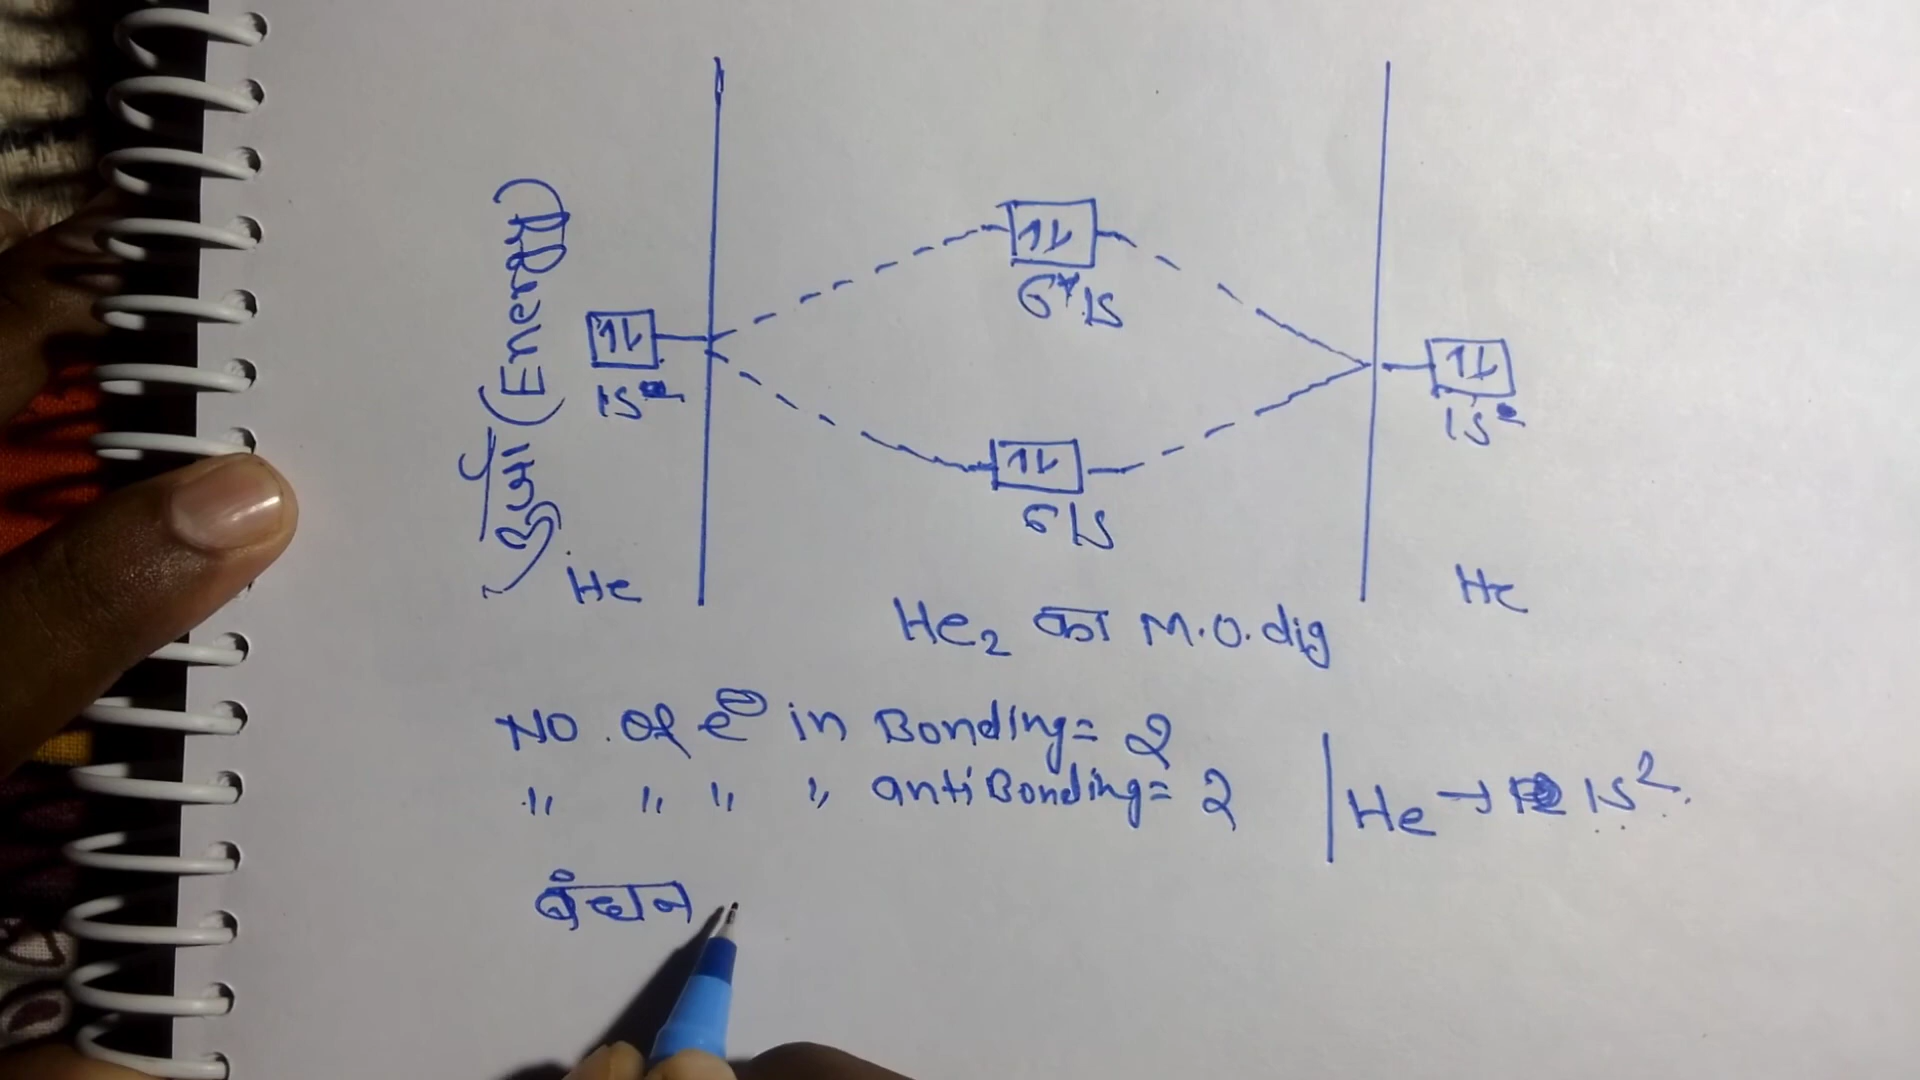 ऊर्जा (Energy)
σ*1s
1s
1s
σ1s
He
He
He₂ का M.O. dig
No. of e⊖ in Bonding = 2
" " " " antiBonding = 2
He → 1s².
बंधन